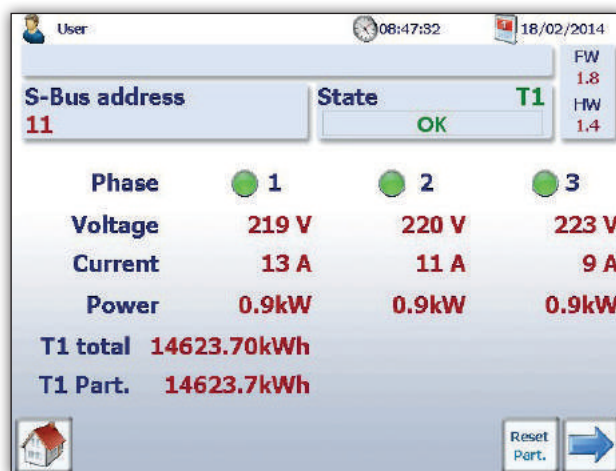 User 08:47:32 18/02/2014
FW
1.8
S-Bus address State T1 HW
11 OK 1.4
Phase 1 2 3
Voltage 219 V 220 V 223 V
Current 13 A 11 A 9 A
Power 0.9kW 0.9kW 0.9kW
T1 total 14623.70kWh
T1 Part. 14623.7kWh
Reset
Part.